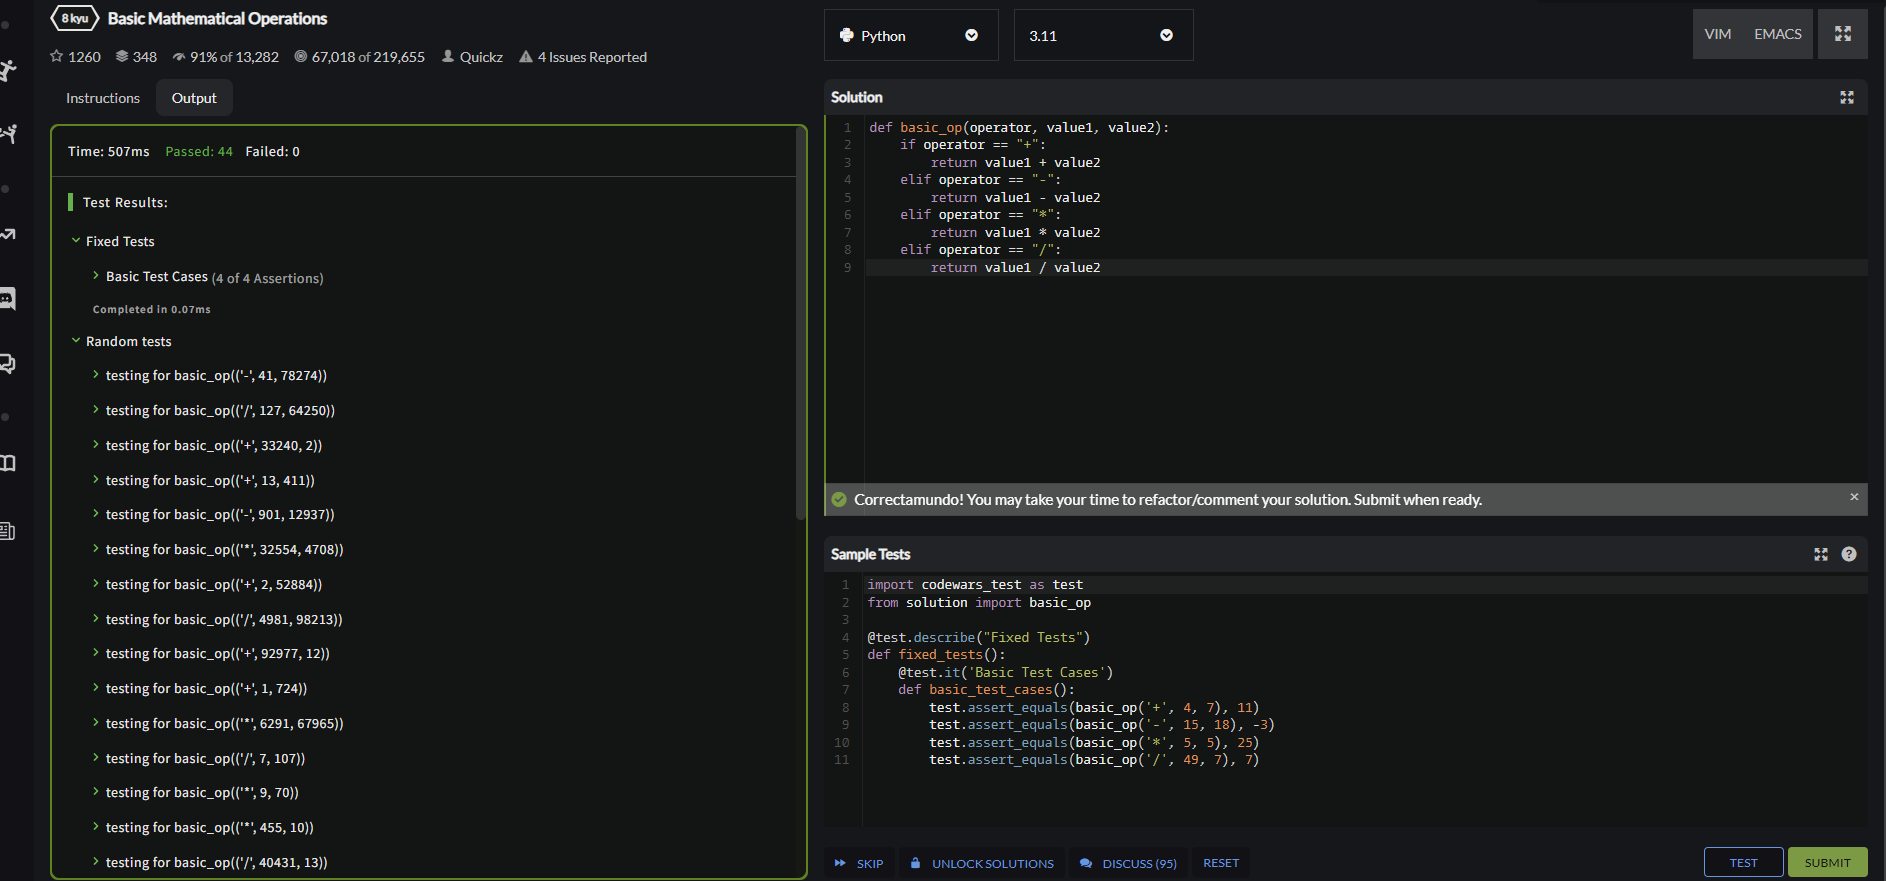 8 kyu Basic Mathematical Operations
1260 348 91% of 13,282 67,018 of 219,655 Quickz 4 Issues Reported
Instructions Output
Time: 507ms Passed: 44 Failed: 0
Test Results:
Fixed Tests
Basic Test Cases (4 of 4 Assertions)
Completed in 0.07ms
Random tests
testing for basic_op(('-', 41, 78274))
testing for basic_op(('/', 127, 64250))
testing for basic_op(('+', 33240, 2))
testing for basic_op(('+', 13, 411))
testing for basic_op(('-', 901, 12937))
testing for basic_op(('*', 32554, 4708))
testing for basic_op(('+', 2, 52884))
testing for basic_op(('/', 4981, 98213))
testing for basic_op(('+', 92977, 12))
testing for basic_op(('+', 1, 724))
testing for basic_op(('*', 6291, 67965))
testing for basic_op(('/', 7, 107))
testing for basic_op(('*', 9, 70))
testing for basic_op(('*', 455, 10))
testing for basic_op(('/', 40431, 13))
Python 3.11 VIM EMACS
Solution
1 def basic_op(operator, value1, value2):
2     if operator == "+":
3         return value1 + value2
4     elif operator == "-":
5         return value1 - value2
6     elif operator == "*":
7         return value1 * value2
8     elif operator == "/":
9         return value1 / value2
Correctamundo! You may take your time to refactor/comment your solution. Submit when ready. ×
Sample Tests ?
1 import codewars_test as test
2 from solution import basic_op
3
4 @test.describe("Fixed Tests")
5 def fixed_tests():
6     @test.it('Basic Test Cases')
7     def basic_test_cases():
8         test.assert_equals(basic_op('+', 4, 7), 11)
9         test.assert_equals(basic_op('-', 15, 18), -3)
10         test.assert_equals(basic_op('*', 5, 5), 25)
11         test.assert_equals(basic_op('/', 49, 7), 7)
SKIP UNLOCK SOLUTIONS DISCUSS (95) RESET TEST SUBMIT